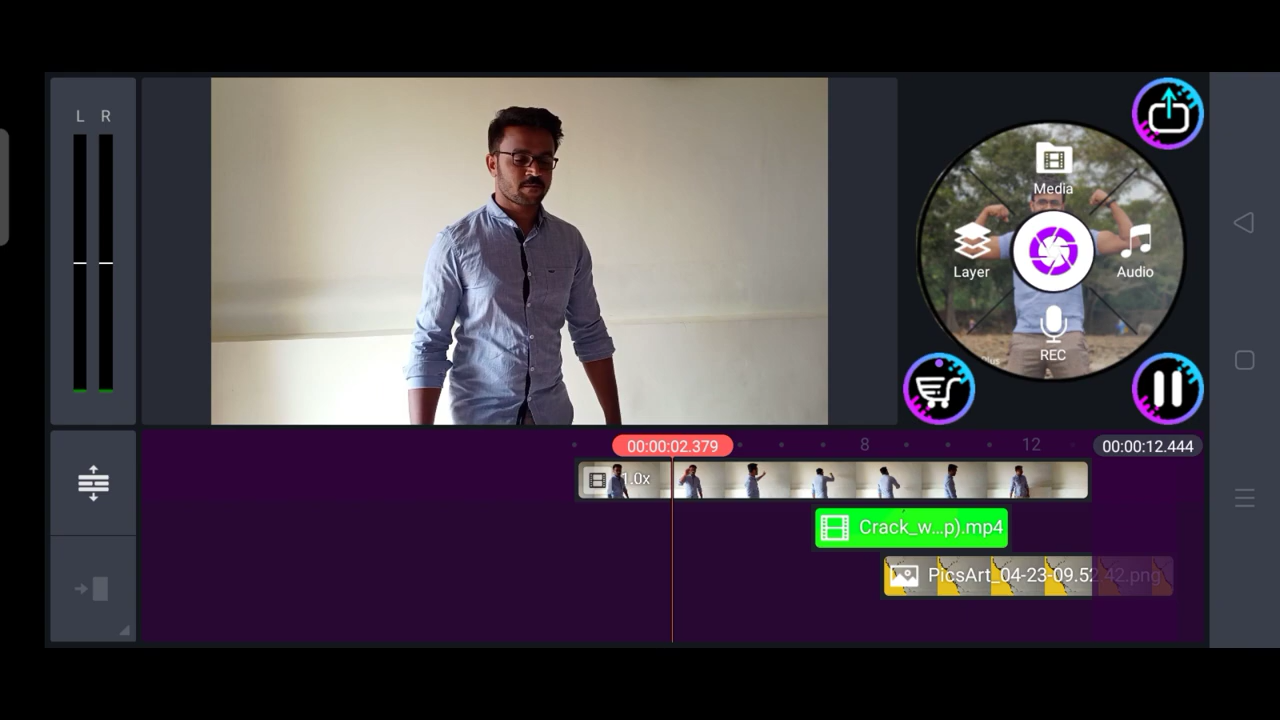 L R
Media
Layer
Audio
REC
00:00:02.379
8
12
00:00:12.444
1.0x
Crack_w...p).mp4
PicsArt_04-23-09.52.42.png